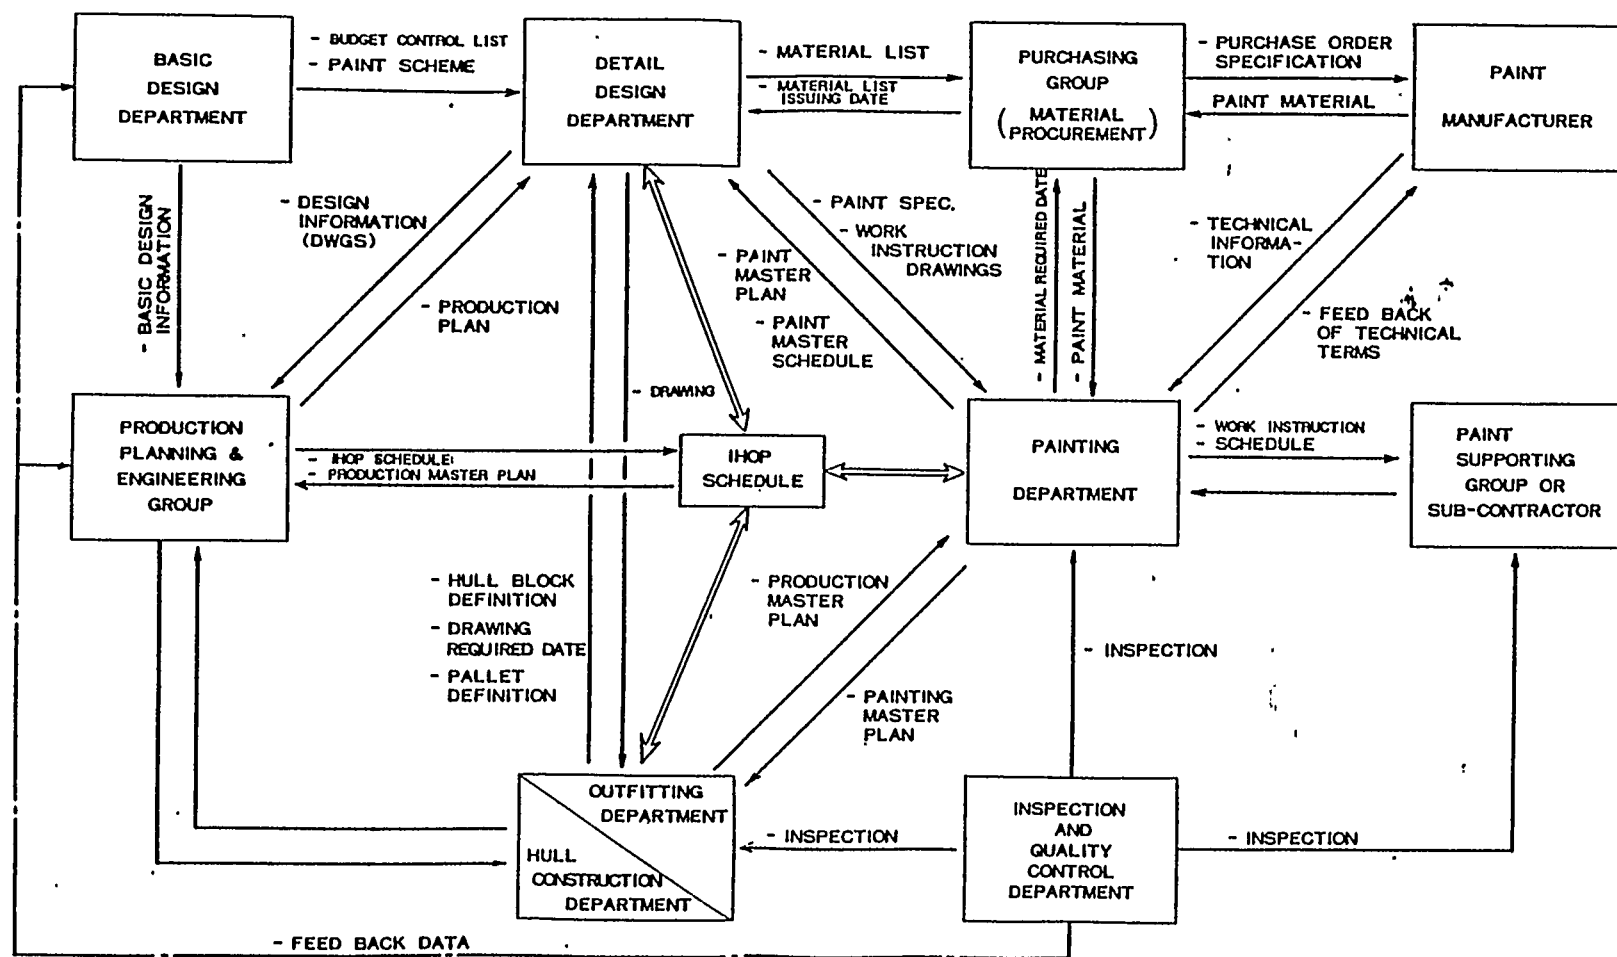 BASIC
DESIGN
DEPARTMENT
- BUDGET CONTROL LIST
- PAINT SCHEME
DETAIL
DESIGN
DEPARTMENT
- MATERIAL LIST
- MATERIAL LIST
ISSUING DATE
PURCHASING
GROUP
(MATERIAL
PROCUREMENT)
- PURCHASE ORDER
SPECIFICATION
PAINT MATERIAL
PAINT
MANUFACTURER
- BASIC DESIGN
INFORMATION
- DESIGN
INFORMATION
(DWGS)
- PRODUCTION
PLAN
- PAINT SPEC.
- WORK
INSTRUCTION
DRAWINGS
- PAINT
MASTER
PLAN
- PAINT
MASTER
SCHEDULE
- MATERIAL REQUIRED DATE
- PAINT MATERIAL
- TECHNICAL
INFORMA-
TION
- FEED BACK
OF TECHNICAL
TERMS
- DRAWING
PRODUCTION
PLANNING &
ENGINEERING
GROUP
- IHOP SCHEDULE
- PRODUCTION MASTER PLAN
IHOP
SCHEDULE
PAINTING
DEPARTMENT
- WORK INSTRUCTION
- SCHEDULE
PAINT
SUPPORTING
GROUP OR
SUB-CONTRACTOR
- HULL BLOCK
DEFINITION
- DRAWING
REQUIRED DATE
- PALLET
DEFINITION
- PRODUCTION
MASTER
PLAN
- PAINTING
MASTER
PLAN
- INSPECTION
OUTFITTING
DEPARTMENT
HULL
CONSTRUCTION
DEPARTMENT
- INSPECTION
INSPECTION
AND
QUALITY
CONTROL
DEPARTMENT
- INSPECTION
- FEED BACK DATA